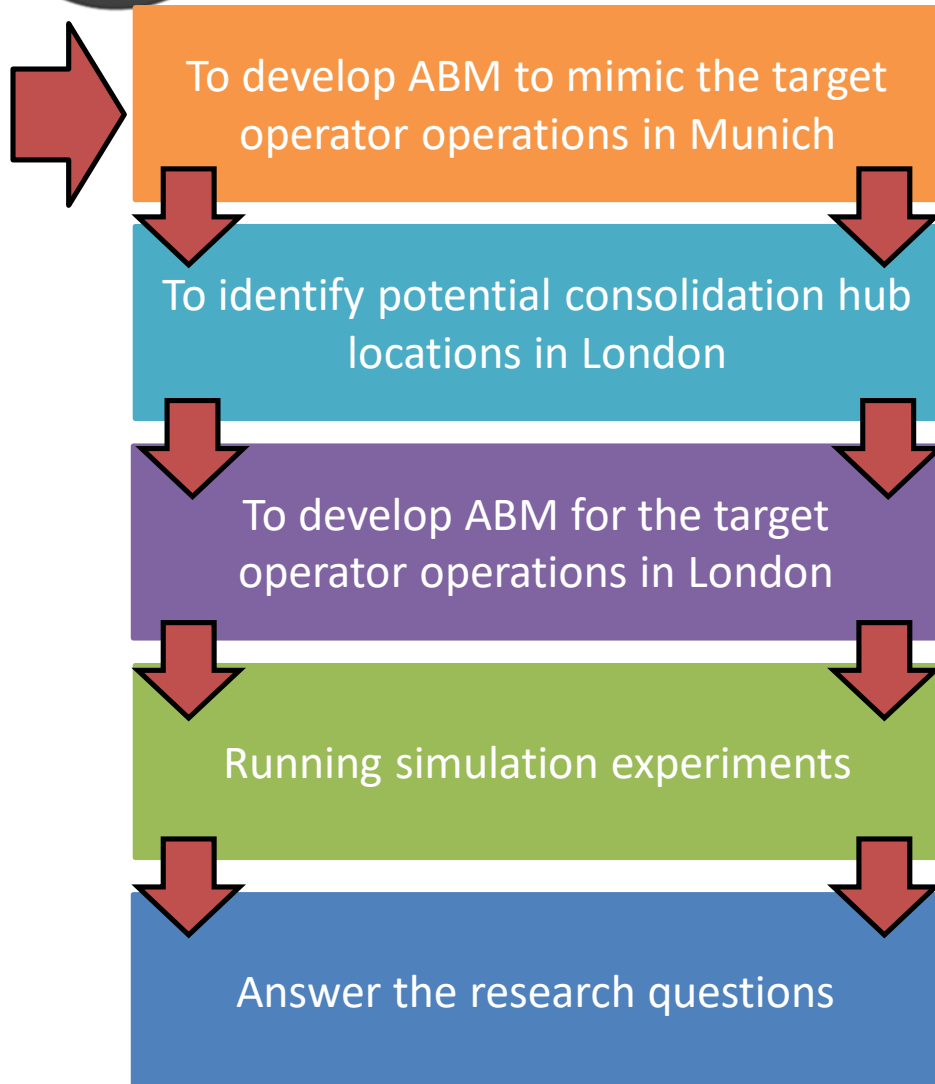 To develop ABM to mimic the target
operator operations in Munich
To identify potential consolidation hub
locations in London
To develop ABM for the target
operator operations in London
Running simulation experiments
Answer the research questions